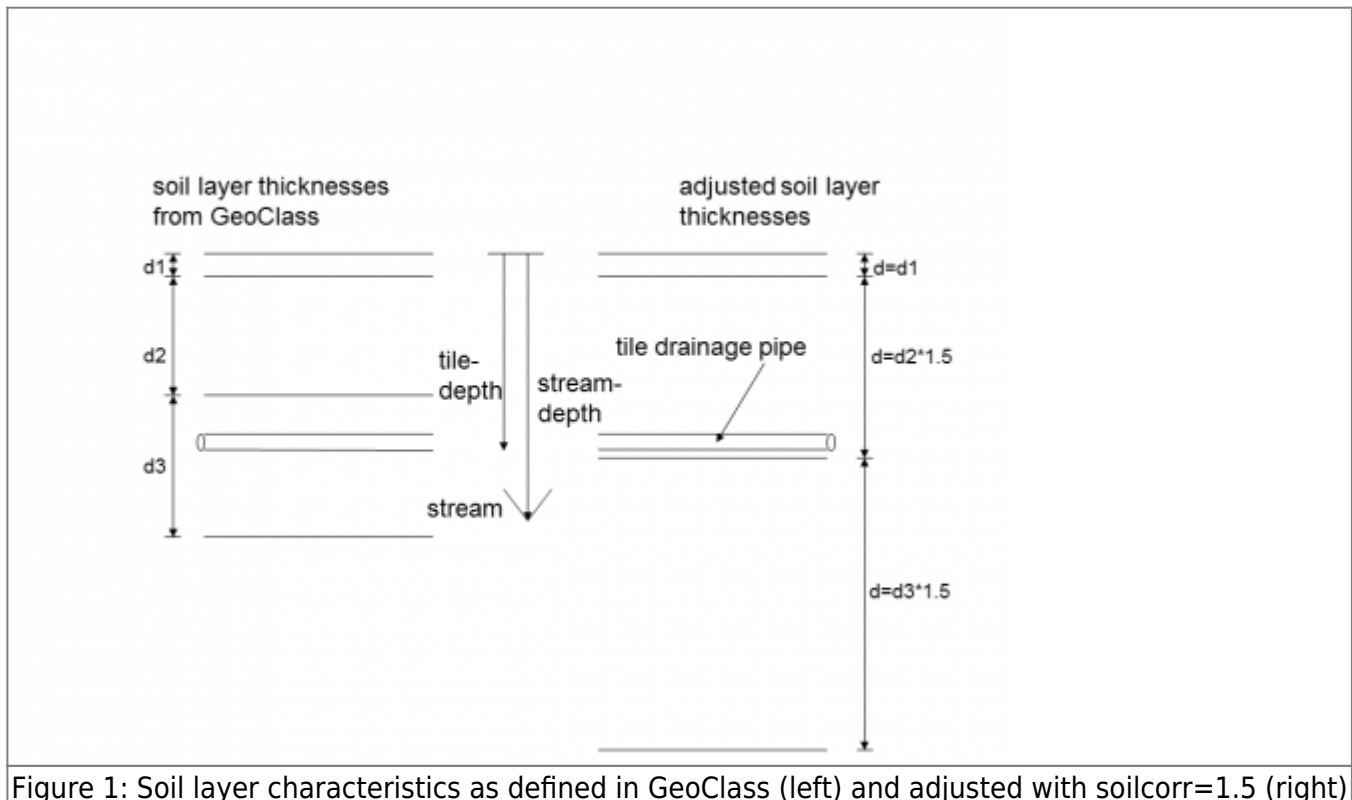 soil layer thicknesses
from GeoClass
adjusted soil layer
thicknesses
d1
d=d1
d2
tile-
depth
stream-
depth
tile drainage pipe
d=d2*1.5
d3
stream
d=d3*1.5
Figure 1: Soil layer characteristics as defined in GeoClass (left) and adjusted with soilcorr=1.5 (right)